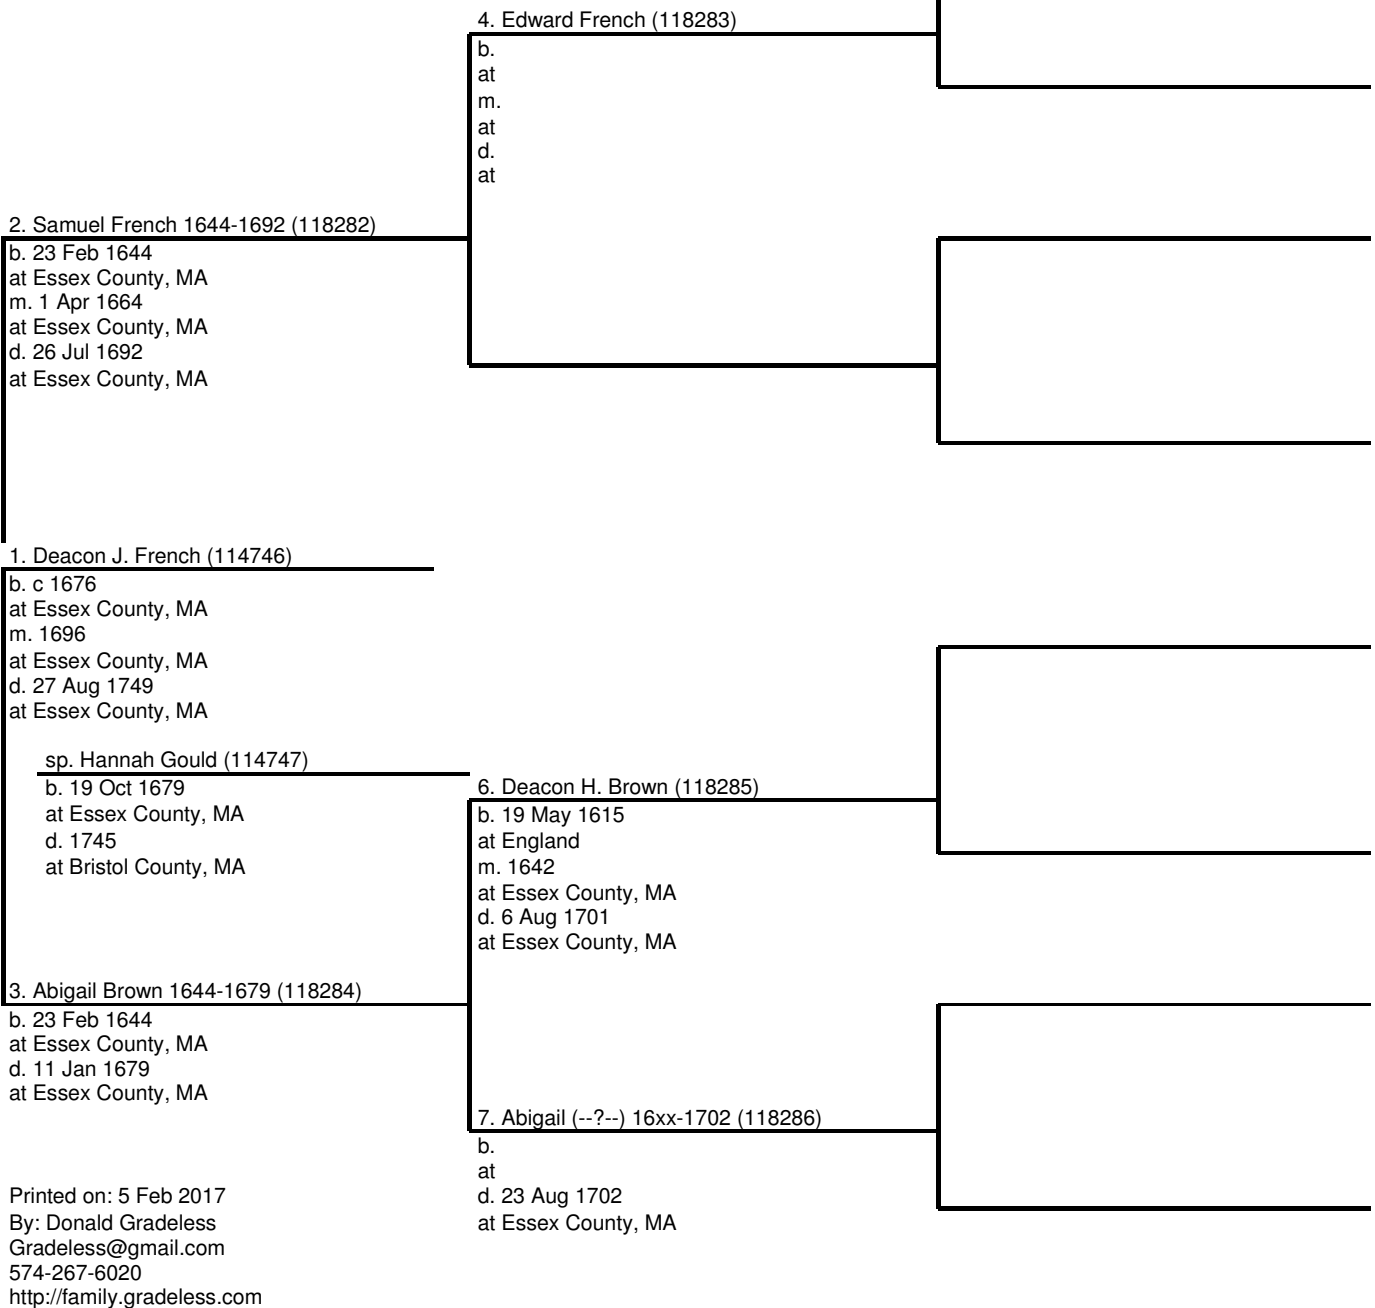 4. Edward French (118283)
b.
at
m.
at
d.
at
2. Samuel French 1644-1692 (118282)
b. 23 Feb 1644
at Essex County, MA
m. 1 Apr 1664
at Essex County, MA
d. 26 Jul 1692
at Essex County, MA
1. Deacon J. French (114746)
b. c 1676
at Essex County, MA
m. 1696
at Essex County, MA
d. 27 Aug 1749
at Essex County, MA
sp. Hannah Gould (114747)
b. 19 Oct 1679
at Essex County, MA
d. 1745
at Bristol County, MA
6. Deacon H. Brown (118285)
b. 19 May 1615
at England
m. 1642
at Essex County, MA
d. 6 Aug 1701
at Essex County, MA
3. Abigail Brown 1644-1679 (118284)
b. 23 Feb 1644
at Essex County, MA
d. 11 Jan 1679
at Essex County, MA
7. Abigail (--?--) 16xx-1702 (118286)
b.
at
d. 23 Aug 1702
at Essex County, MA
Printed on: 5 Feb 2017
By: Donald Gradeless
Gradeless@gmail.com
574-267-6020
http://family.gradeless.com